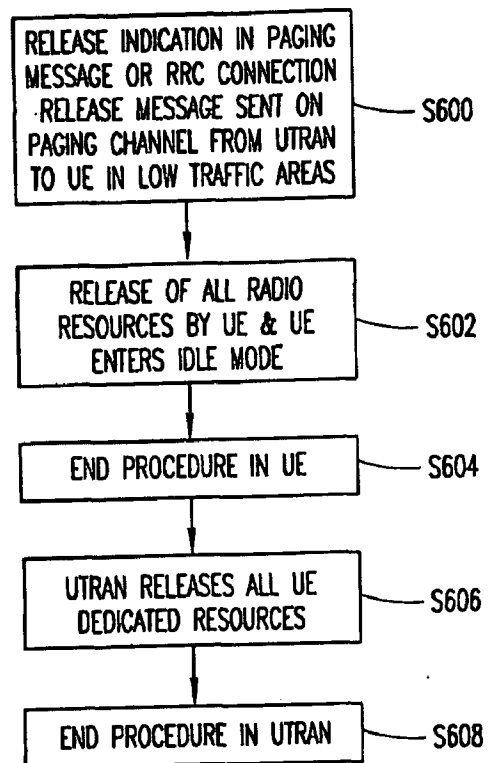 RELEASE INDICATION IN PAGING
MESSAGE OR RRC CONNECTION
RELEASE MESSAGE SENT ON
PAGING CHANNEL FROM UTRAN
TO UE IN LOW TRAFFIC AREAS
S600
RELEASE OF ALL RADIO
RESOURCES BY UE & UE
ENTERS IDLE MODE
S602
END PROCEDURE IN UE
S604
UTRAN RELEASES ALL UE
DEDICATED RESOURCES
S606
END PROCEDURE IN UTRAN
S608